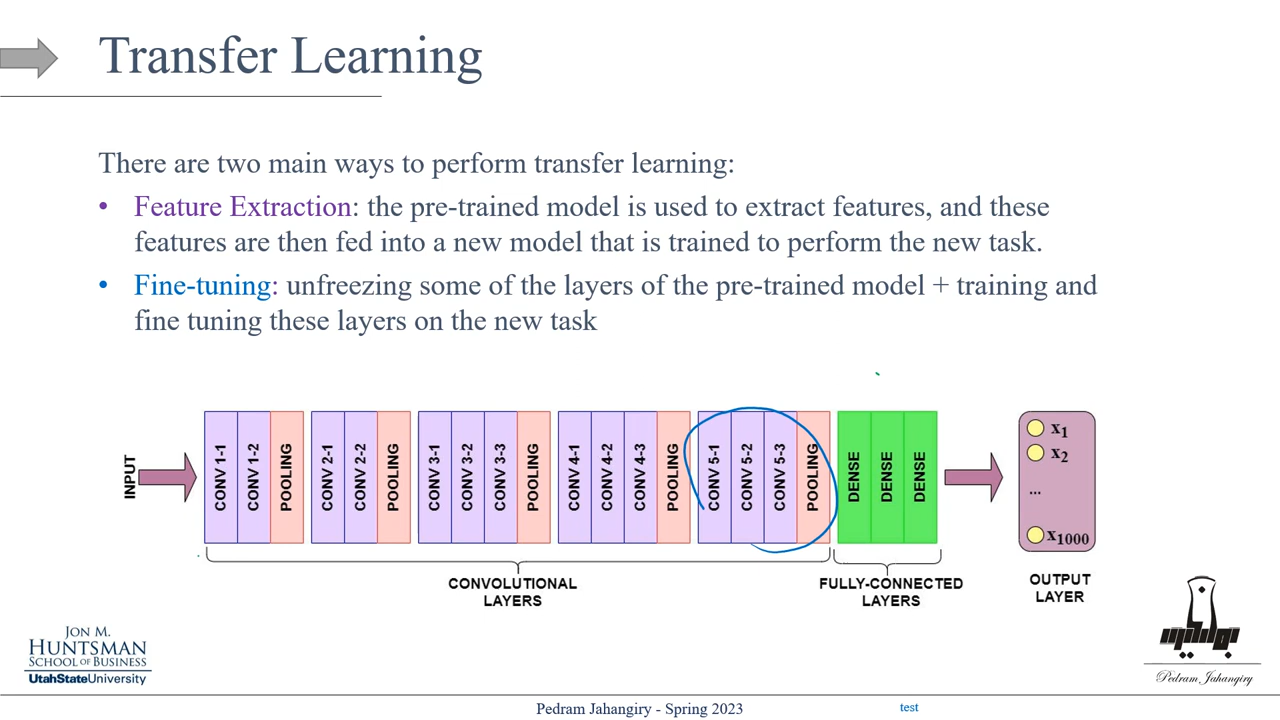 Transfer Learning
There are two main ways to perform transfer learning:
• Feature Extraction: the pre-trained model is used to extract features, and these
features are then fed into a new model that is trained to perform the new task.
• Fine-tuning: unfreezing some of the layers of the pre-trained model + training and
fine tuning these layers on the new task
INPUT
CONV 1-1
CONV 1-2
POOLING
CONV 2-1
CONV 2-2
POOLING
CONV 3-1
CONV 3-2
CONV 3-3
POOLING
CONV 4-1
CONV 4-2
CONV 4-3
POOLING
CONV 5-1
CONV 5-2
CONV 5-3
POOLING
DENSE
DENSE
DENSE
x1
x2
...
x1000
CONVOLUTIONAL
LAYERS
FULLY-CONNECTED
LAYERS
OUTPUT
LAYER
JON M.
HUNTSMAN
SCHOOL OF BUSINESS
UtahStateUniversity
Pedram Jahangiry
Pedram Jahangiry - Spring 2023
test